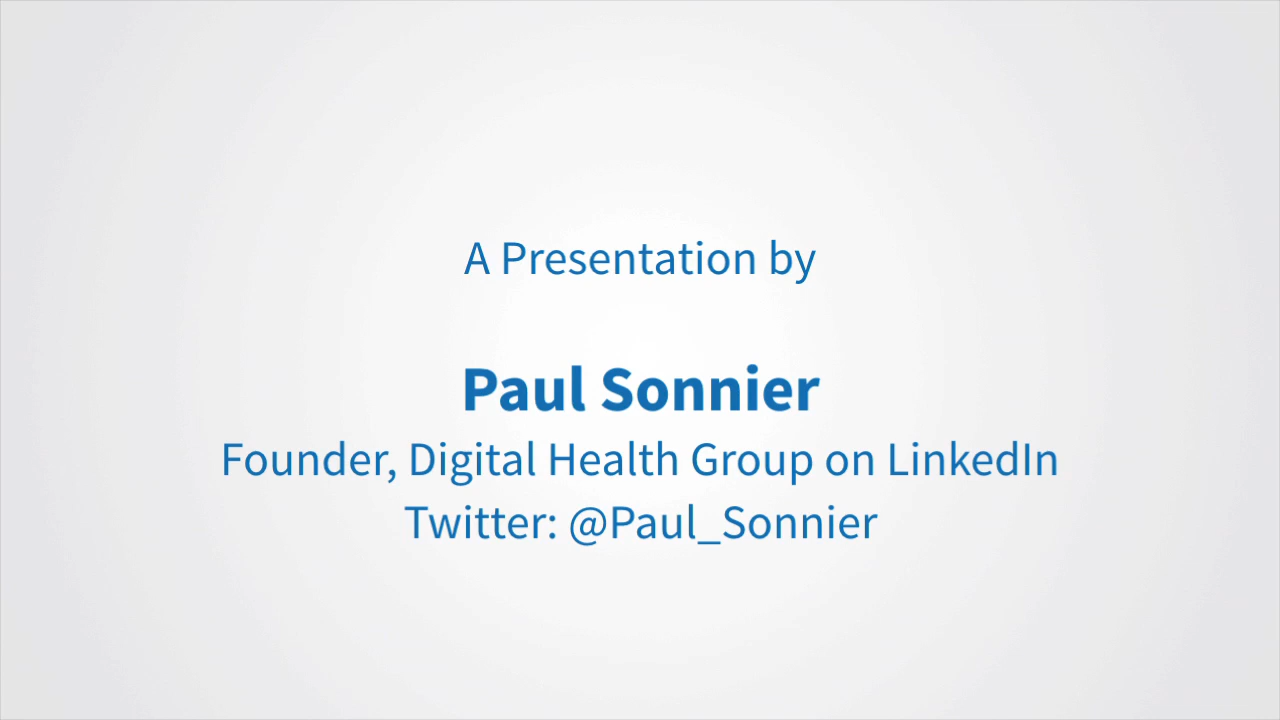 A Presentation by
Paul Sonnier
Founder, Digital Health Group on LinkedIn
Twitter: @Paul_Sonnier